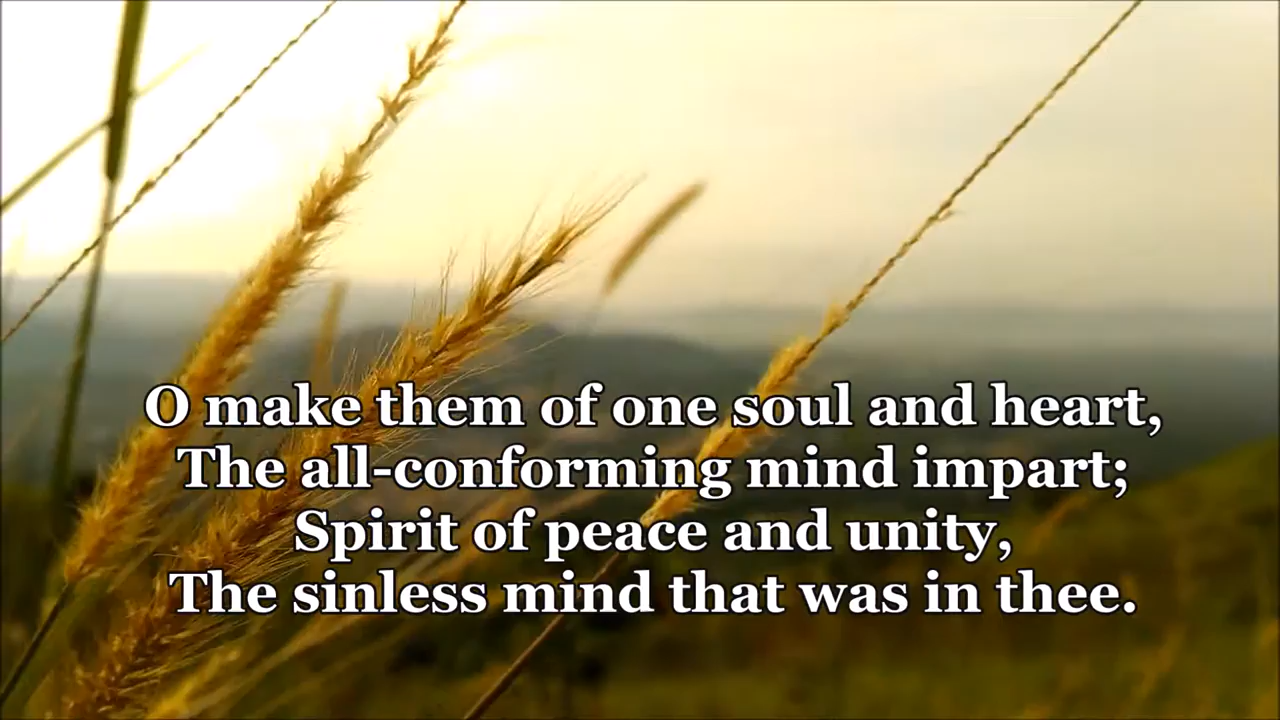 O make them of one soul and heart,
The all-conforming mind impart;
Spirit of peace and unity,
The sinless mind that was in thee.